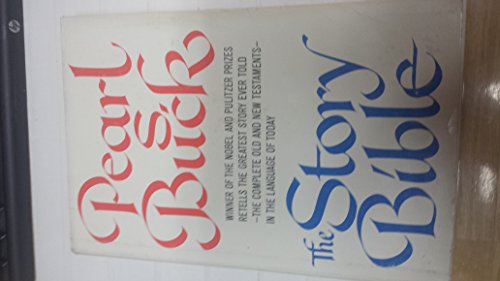 Pearl
S.
Buck
WINNER OF THE NOBEL AND PULITZER PRIZES
RETELLS THE GREATEST STORY EVER TOLD
—THE COMPLETE OLD AND NEW TESTAMENTS—
IN THE LANGUAGE OF TODAY
The Story
Bible